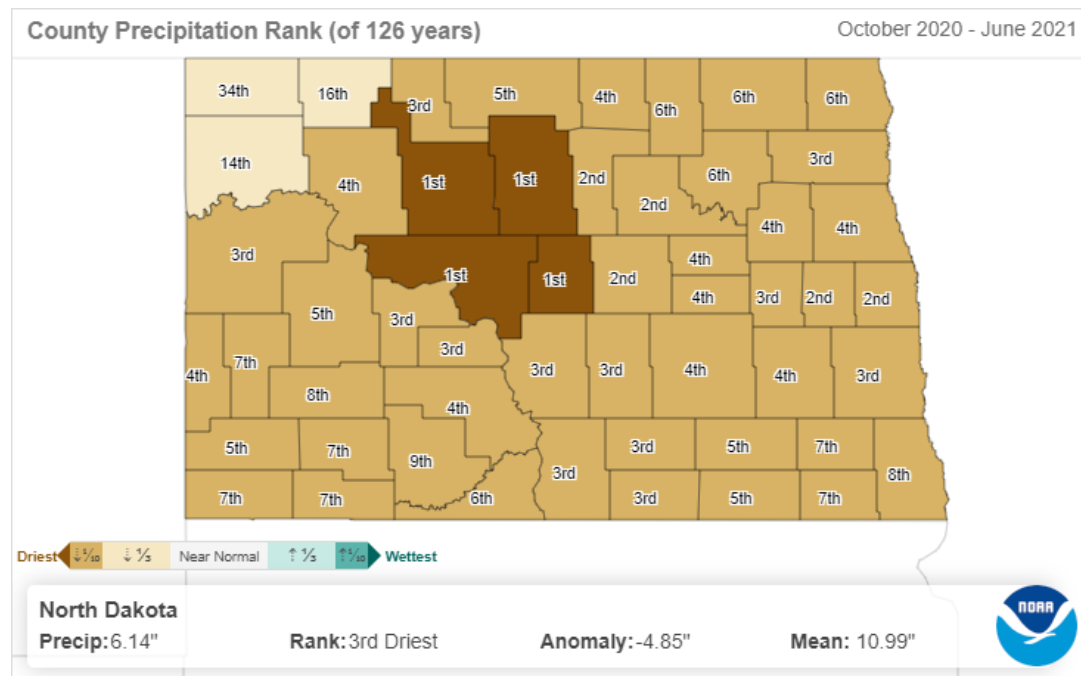 County Precipitation Rank (of 126 years)
October 2020 - June 2021
34th
16th
3rd
5th
4th
6th
6th
6th
14th
4th
1st
1st
2nd
2nd
6th
3rd
3rd
1st
1st
2nd
4th
4th
4th
4th
5th
3rd
3rd
3rd
2nd
2nd
4th
7th
8th
4th
3rd
3rd
4th
4th
3rd
5th
7th
9th
3rd
3rd
5th
7th
8th
7th
7th
6th
3rd
5th
7th
Driest
↓ 1/10
↓ 1/3
Near Normal
↑ 1/3
↑ 1/10
Wettest
North Dakota
Precip:6.14"
Rank:3rd Driest
Anomaly:-4.85"
Mean: 10.99"
NOAA